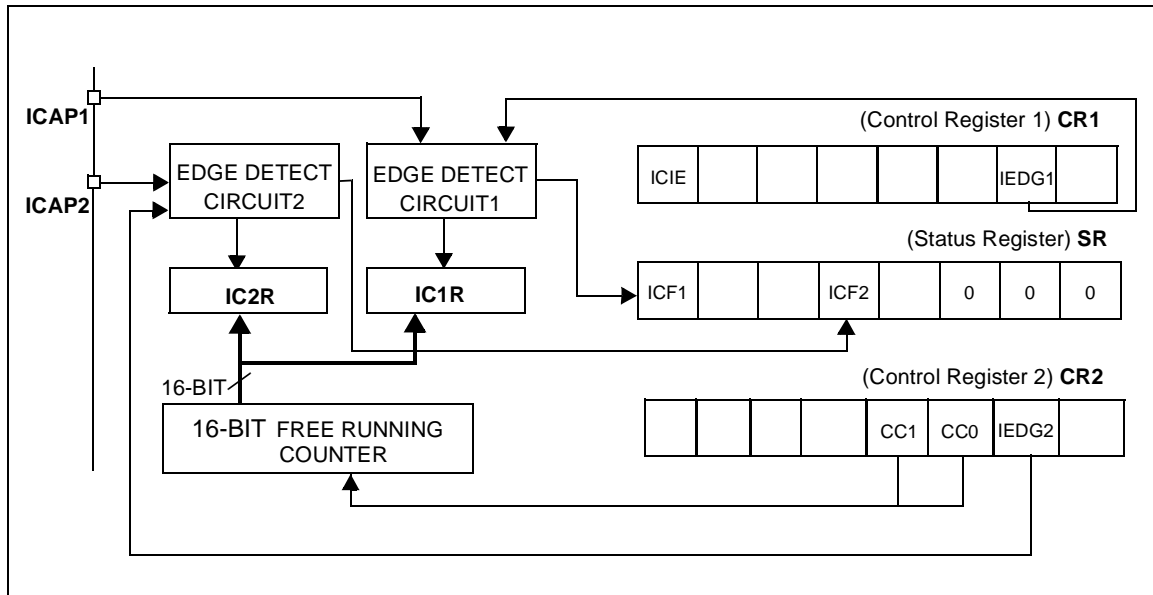 ICAP1
ICAP2
EDGE DETECT
CIRCUIT2
EDGE DETECT
CIRCUIT1
IC2R
IC1R
16-BIT
16-BIT FREE RUNNING
COUNTER
(Control Register 1) CR1
ICIE IEDG1
(Status Register) SR
ICF1 ICF2 0 0 0
(Control Register 2) CR2
CC1 CC0 IEDG2